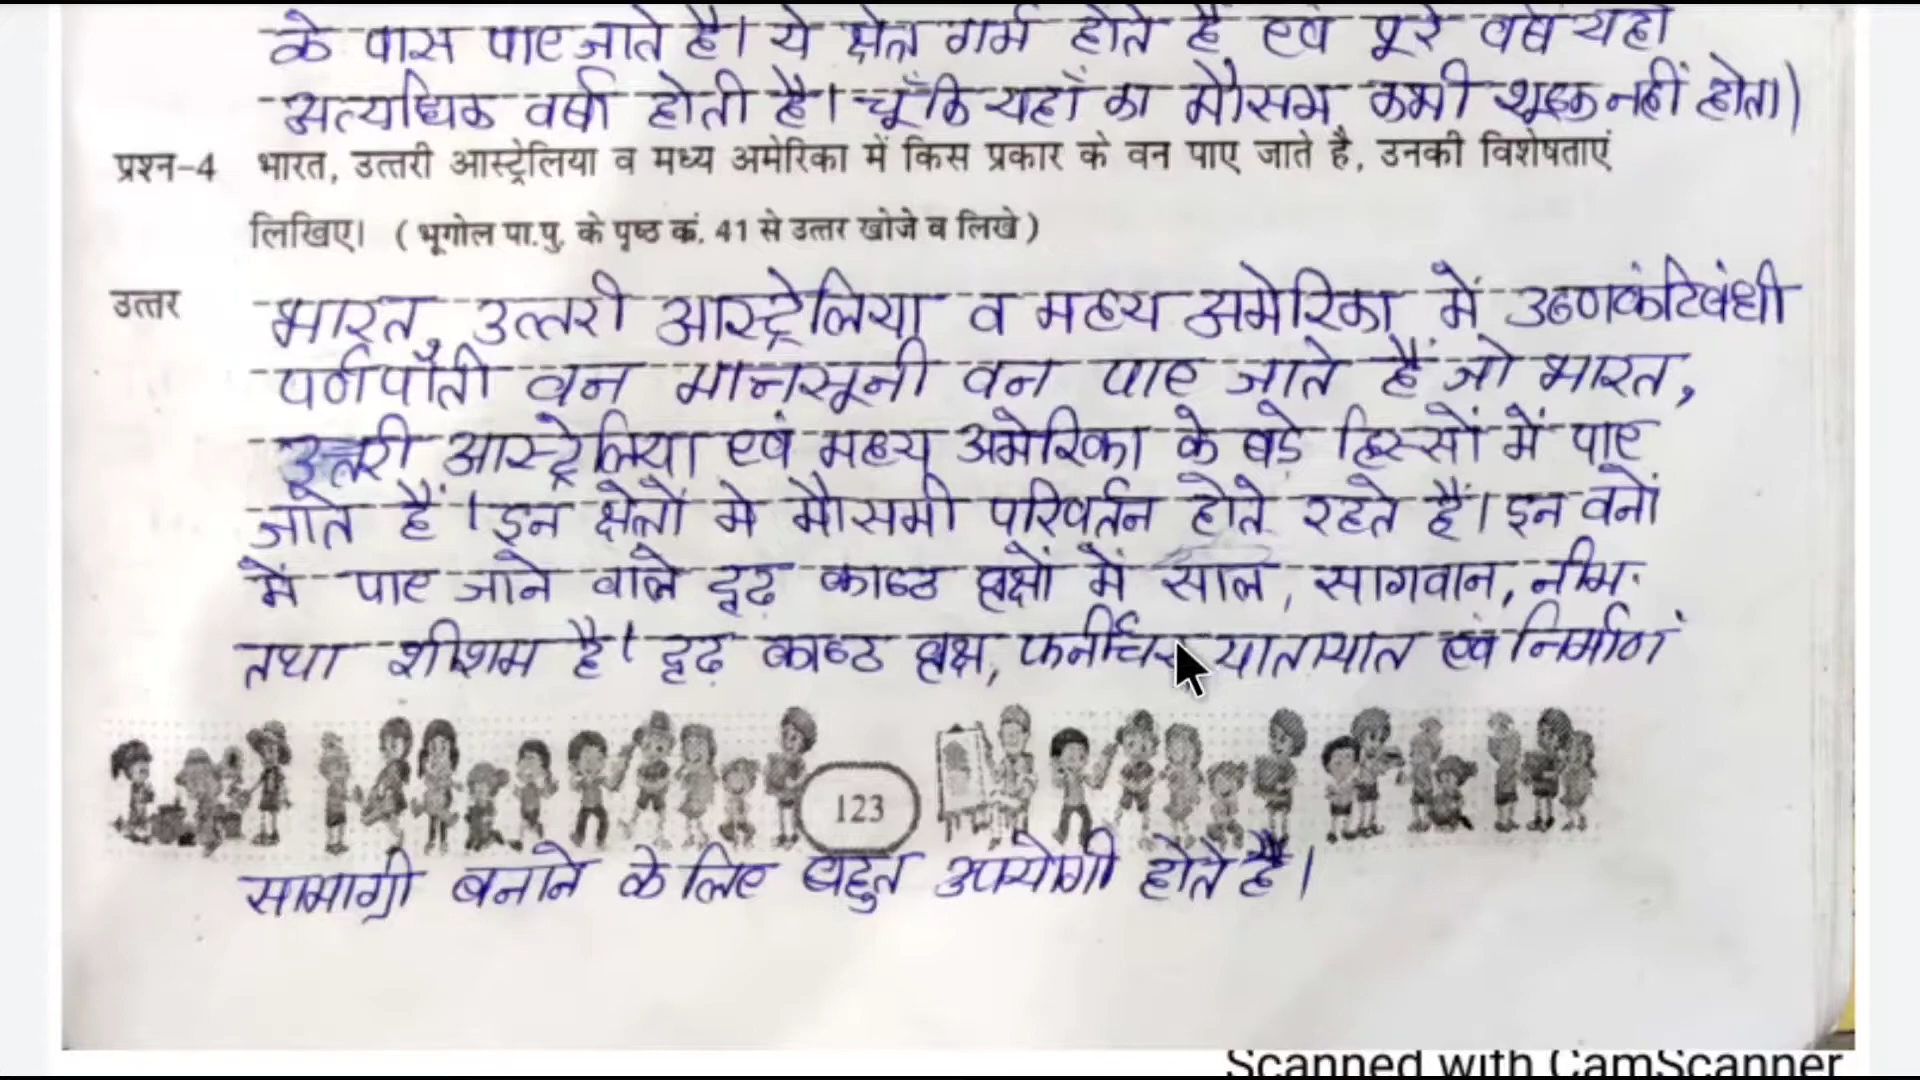 के पास पाए जाते है। ये क्षेत्र गर्म होते है एवं पूरे वर्ष यहाँ
अत्यधिक वर्षा होती है। चूँकि यहाँ का मौसम कभी शुष्क नहीं होता)
प्रश्न-4 भारत, उत्तरी आस्ट्रेलिया व मध्य अमेरिका में किस प्रकार के वन पाए जाते है, उनकी विशेषताएं
लिखिए। ( भूगोल पा.पु. के पृष्ठ कं. 41 से उत्तर खोजे व लिखे )
उत्तर भारत, उत्तरी आस्ट्रेलिया व मध्य अमेरिका में उष्णकंटिबंधी
पर्णपाँती वन मानसूनी वन पाए जाते हैं जो भारत,
उत्तरी आस्ट्रेलिया एवं मध्य अमेरिका के बड़े हिस्सों में पाए
जाते हैं। इन क्षेत्रों मे मौसमी परिवर्तन होते रहते हैं। इन वनों
में पाए जाने वाले दृढ़ काष्ठ वृक्षों में साल, सागवान, नीम
तथा शीशम है। दृढ़ काष्ठ वृक्ष, फर्नीचर यातायात एवं निर्माण
123
सामाग्री बनाने के लिए बहुत उपयोगी होते है।
Scanned with CamScanner